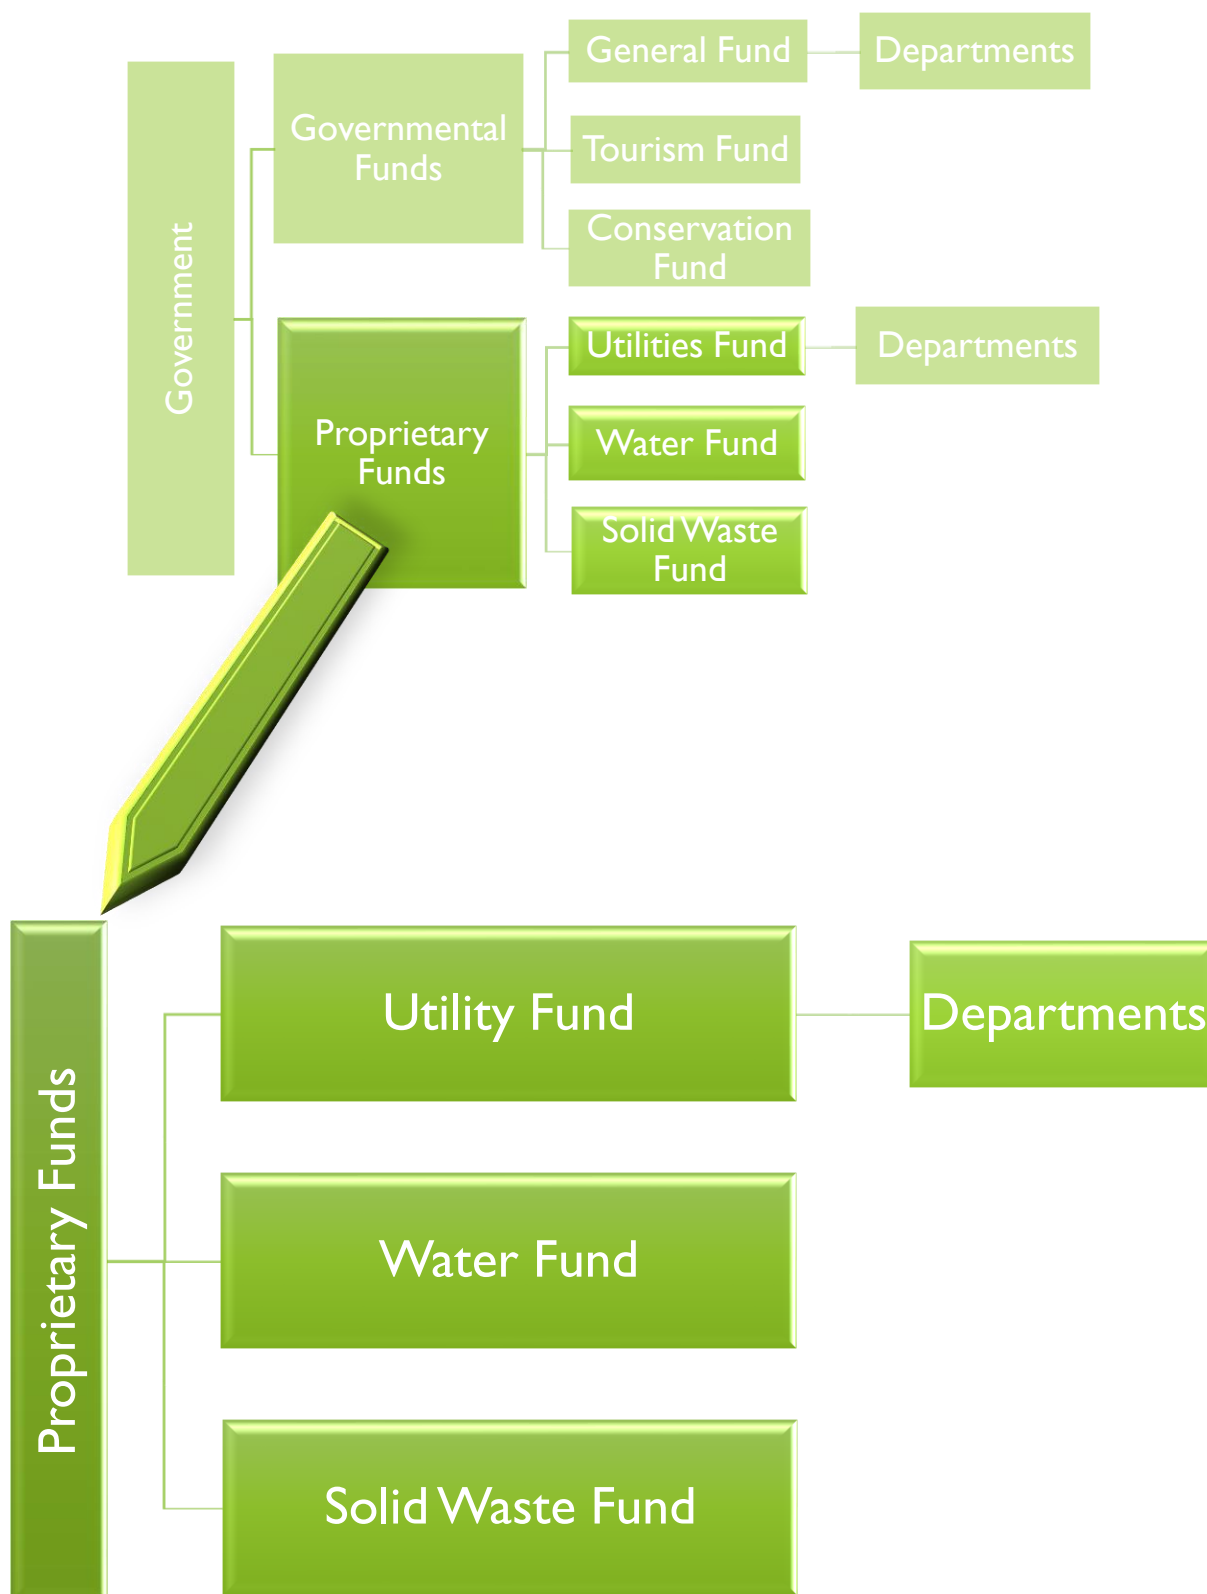 Government
Governmental
Funds
General Fund
Departments
Tourism Fund
Conservation
Fund
Proprietary
Funds
Utilities Fund
Departments
Water Fund
Solid Waste
Fund
Proprietary Funds
Utility Fund
Departments
Water Fund
Solid Waste Fund